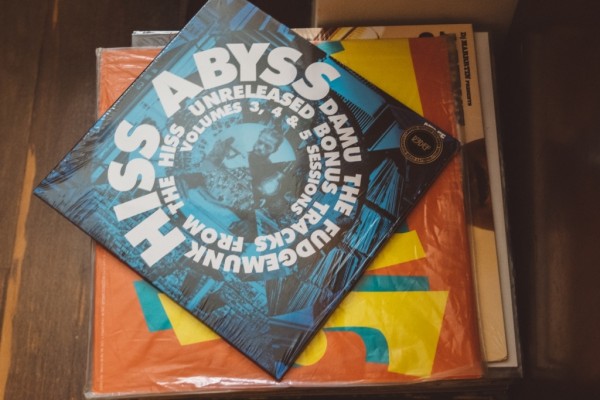 HISS ABYSS
DAMU THE FUDGEMUNK
UNRELEASED BONUS TRACKS FROM THE HISS
VOLUMES 3, 4 & 5 SESSIONS